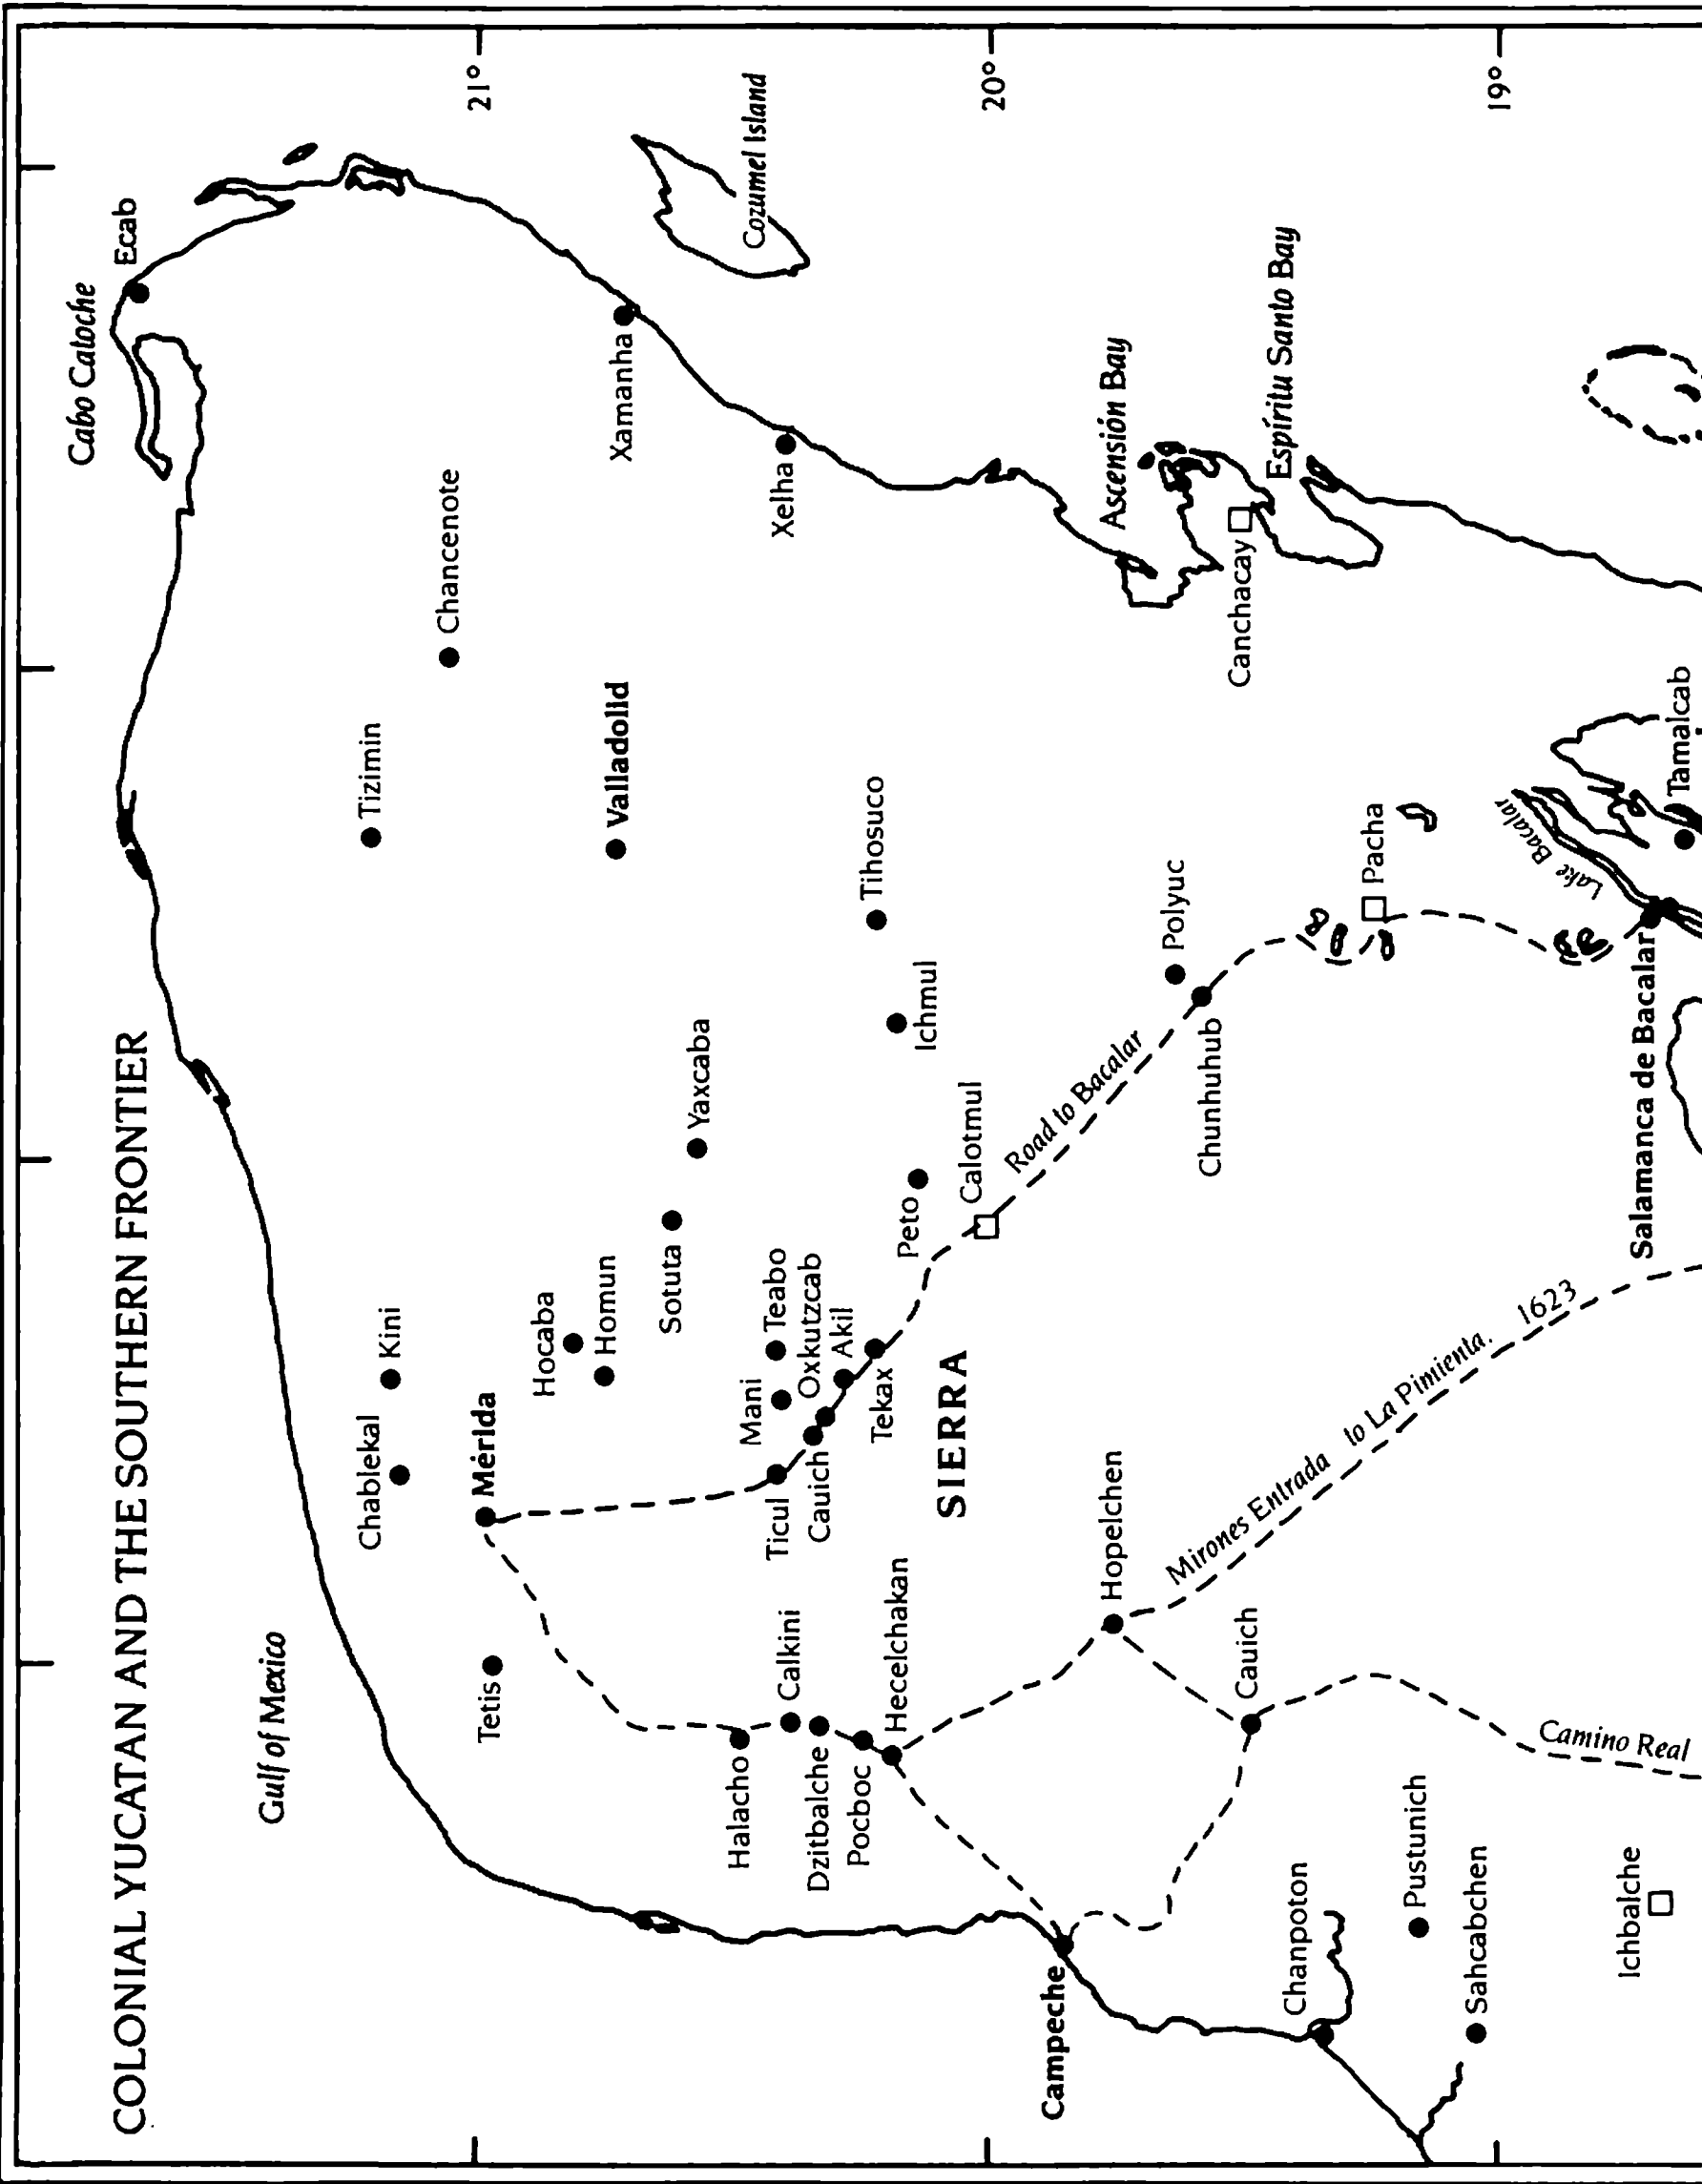 COLONIAL YUCATAN AND THE SOUTHERN FRONTIER
Cabo Catoche
Ecab
Gulf of Mexico
Chablekal
Kini
Tizimin
Chancenote
21°
Mérida
Tetis
Hocaba
Homun
Valladolid
Xamanha
Cozumel Island
Sotuta
Yaxcaba
Halacho
Calkini
Dzitbalche
Pocboc
Hecelchakan
Ticul
Mani
Teabo
Cauich
Oxkutzcab
Akil
Tekax
Xelha
Tihosuco
Ichmul
Peto
SIERRA
Calotmul
20°
Campeche
Hopelchen
Road to Bacalar
Ascensión Bay
Polyuc
Chunhuhub
Canchacay
Espíritu Santo Bay
Cauich
Mirones Entrada to La Pimienta. 1623
Chanpoton
Pacha
Pustunich
Sahcabchen
19°
Lake Bacalar
Camino Real
Ichbalche
Salamanca de Bacalar
Tamalcab